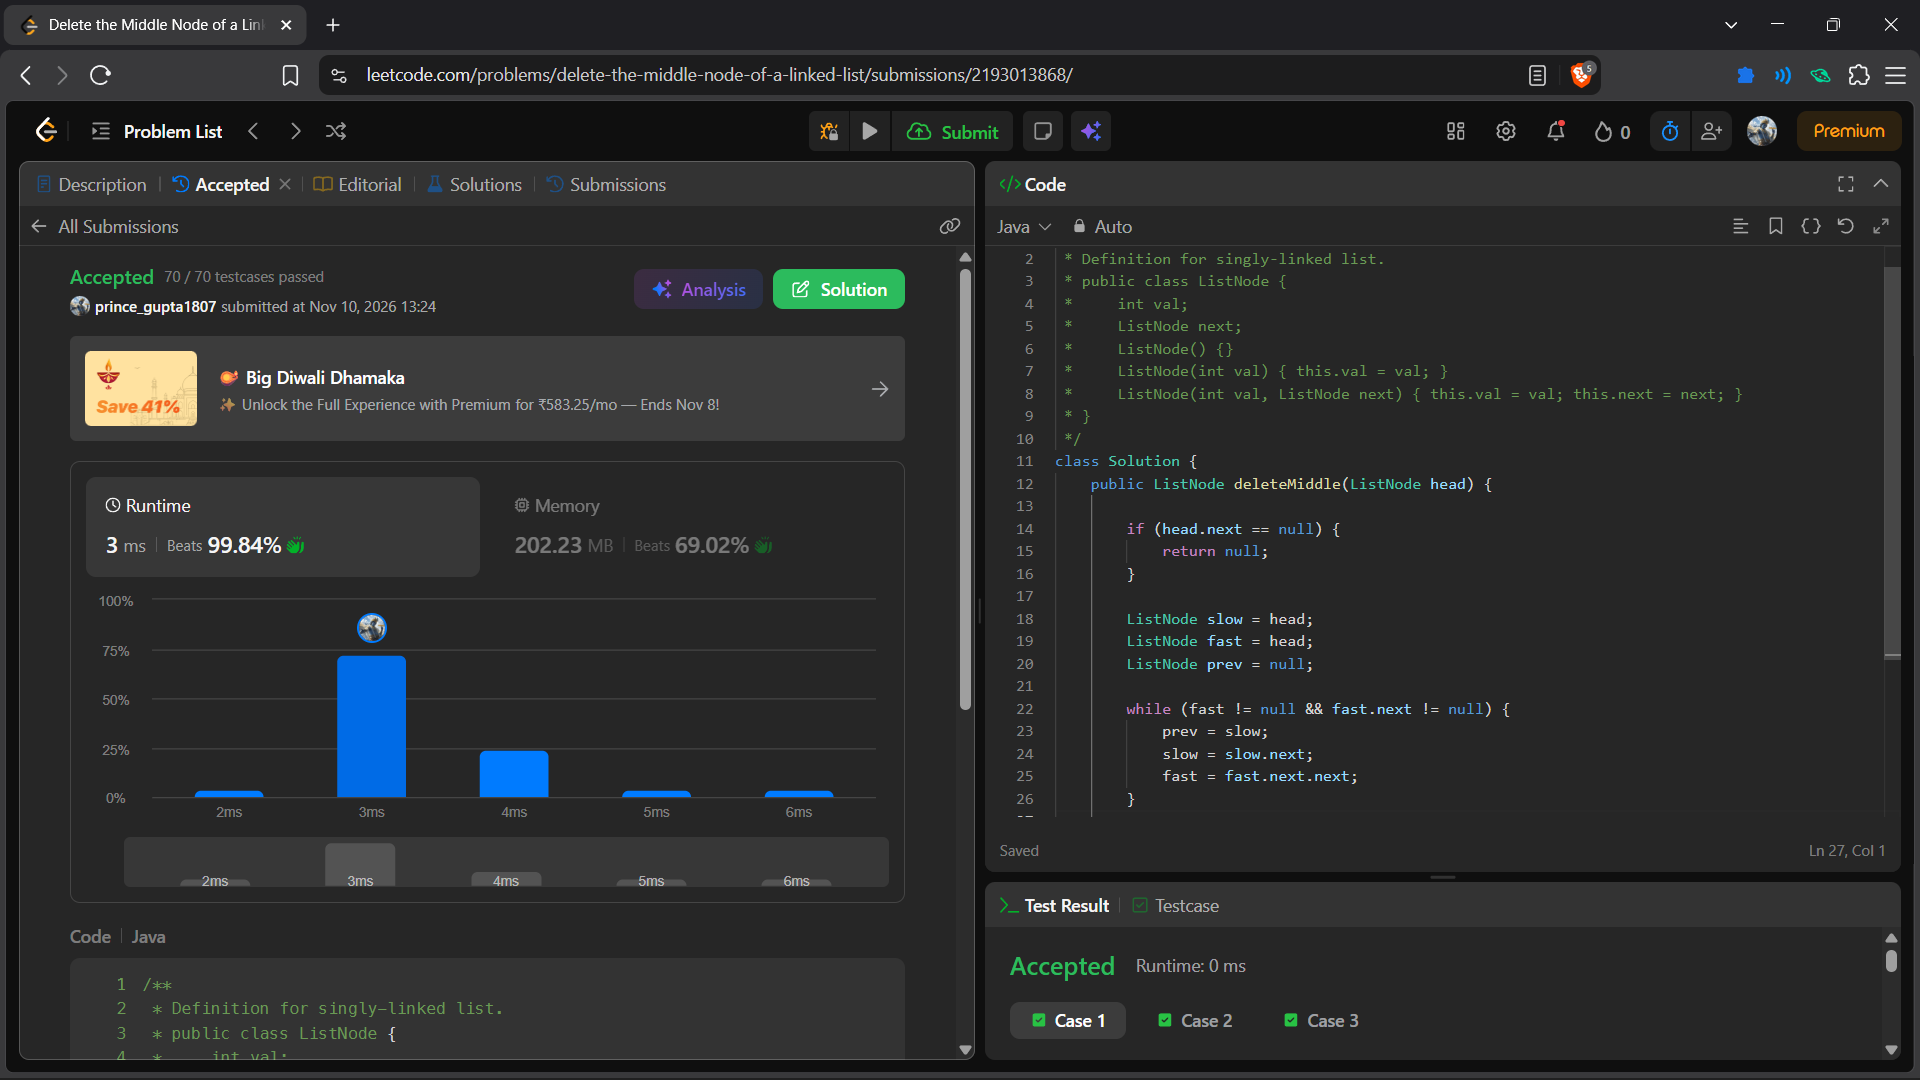 Delete the Middle Node of a Lin
leetcode.com/problems/delete-the-middle-node-of-a-linked-list/submissions/2193013868/
5
Problem List
Submit
0
Premium
Description
Accepted
Editorial
Solutions
Submissions
All Submissions
Accepted 70 / 70 testcases passed
prince_gupta1807 submitted at Nov 10, 2026 13:24
Analysis
Solution
Save 41%
Big Diwali Dhamaka
Unlock the Full Experience with Premium for ₹583.25/mo — Ends Nov 8!
Runtime
3 ms
Beats 99.84%
Memory
202.23 MB
Beats 69.02%
100%
75%
50%
25%
0%
2ms 3ms 4ms 5ms 6ms
2ms 3ms 4ms 5ms 6ms
Code
Java
1 /**
2 * Definition for singly-linked list.
3 * public class ListNode {
4 * int val;
</> Code
Java
Auto
2 * Definition for singly-linked list.
3 * public class ListNode {
4 * int val;
5 * ListNode next;
6 * ListNode() {}
7 * ListNode(int val) { this.val = val; }
8 * ListNode(int val, ListNode next) { this.val = val; this.next = next; }
9 * }
10 */
11 class Solution {
12 public ListNode deleteMiddle(ListNode head) {
13
14 if (head.next == null) {
15 return null;
16 }
17
18 ListNode slow = head;
19 ListNode fast = head;
20 ListNode prev = null;
21
22 while (fast != null && fast.next != null) {
23 prev = slow;
24 slow = slow.next;
25 fast = fast.next.next;
26 }
Saved
Ln 27, Col 1
Test Result
Testcase
Accepted
Runtime: 0 ms
Case 1
Case 2
Case 3